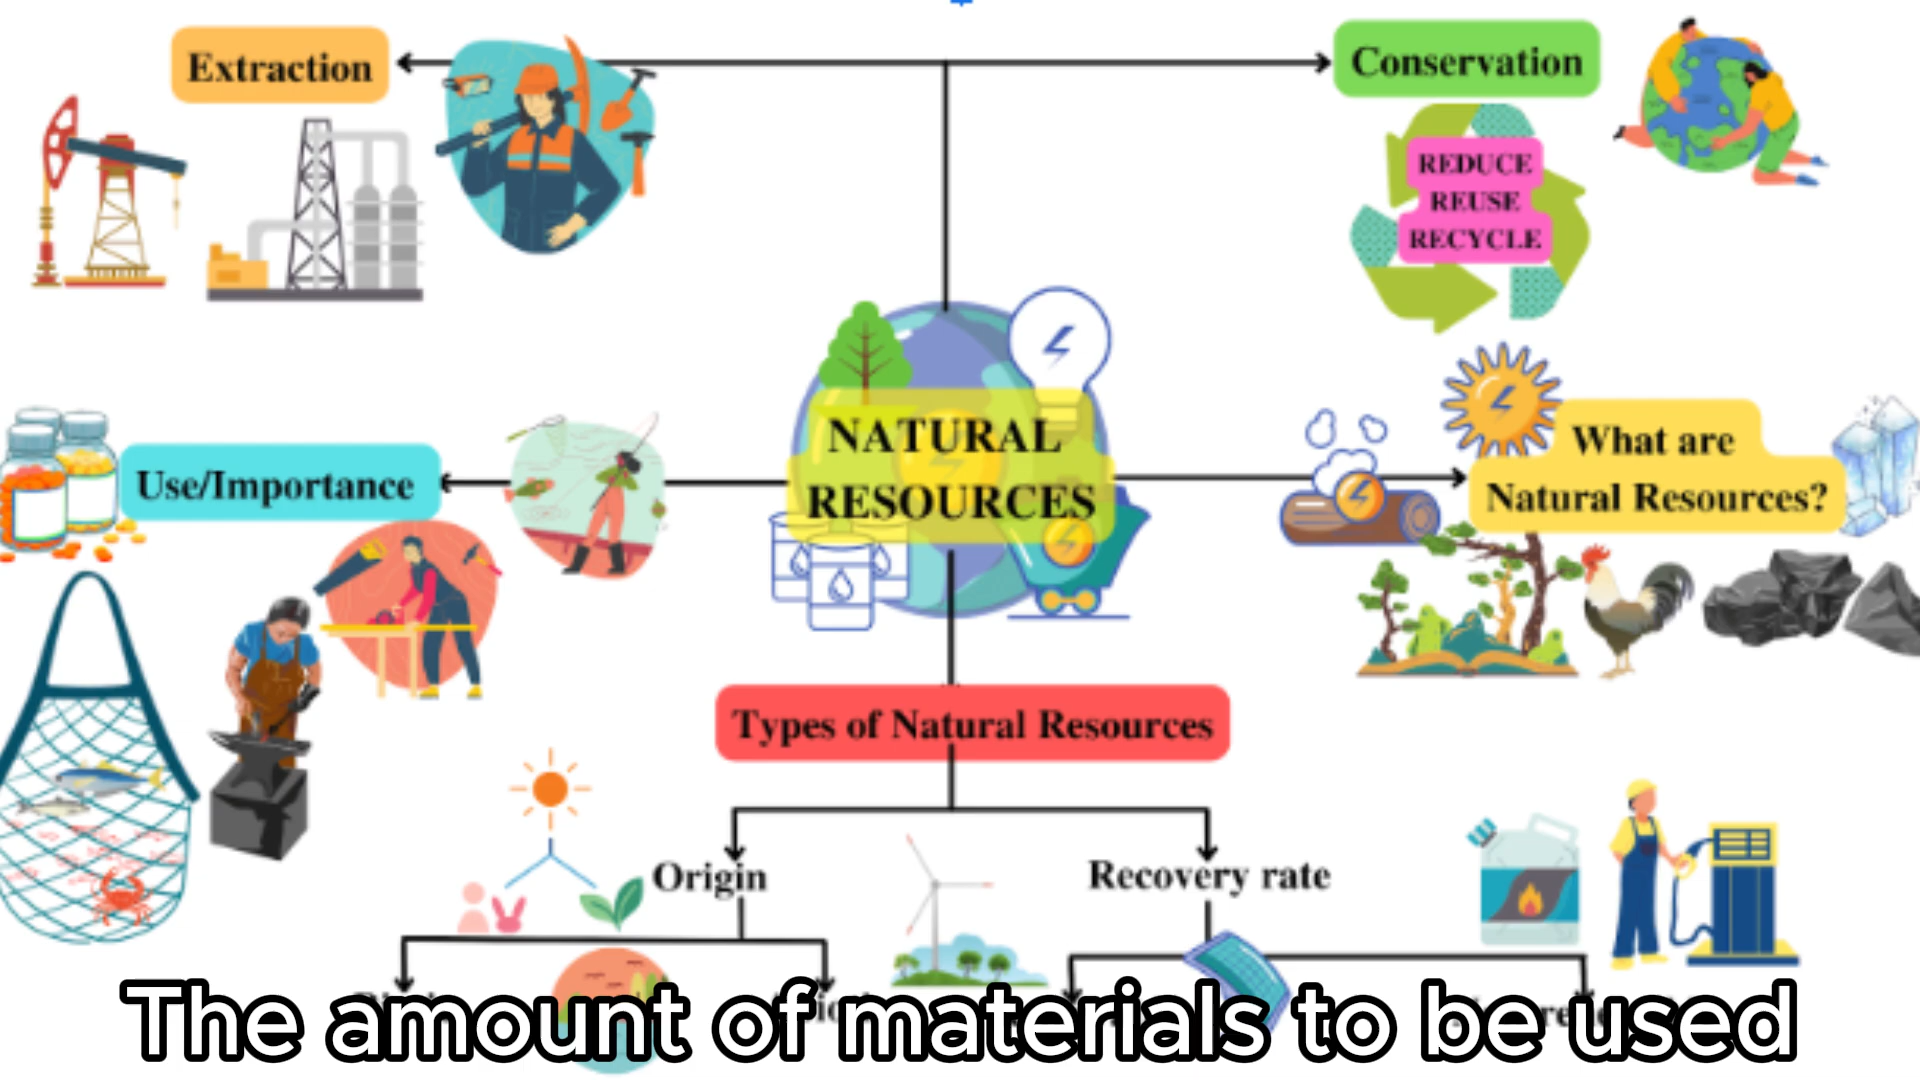 Extraction
Conservation
REDUCE
REUSE
RECYCLE
NATURAL
RESOURCES
Use/Importance
What are
Natural Resources?
Types of Natural Resources
Origin
Recovery rate
The amount of materials to be used